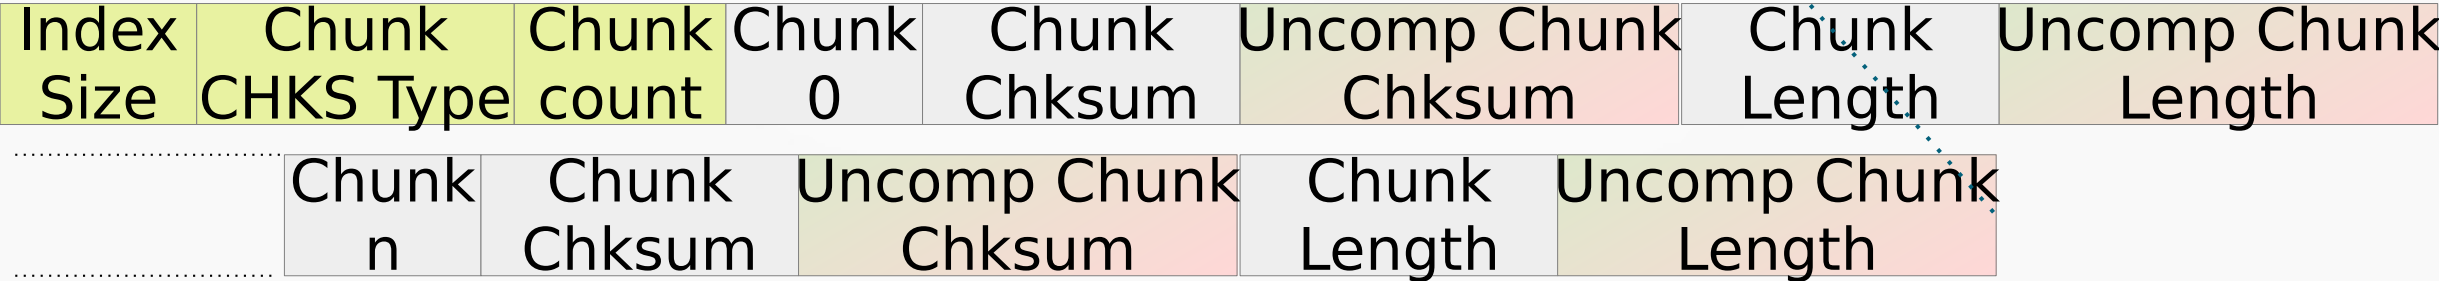 Index Size
Chunk CHKS Type
Chunk count
Chunk 0
Chunk Chksum
Uncomp Chunk Chksum
Chunk Length
Uncomp Chunk Length
Chunk n
Chunk Chksum
Uncomp Chunk Chksum
Chunk Length
Uncomp Chunk Length